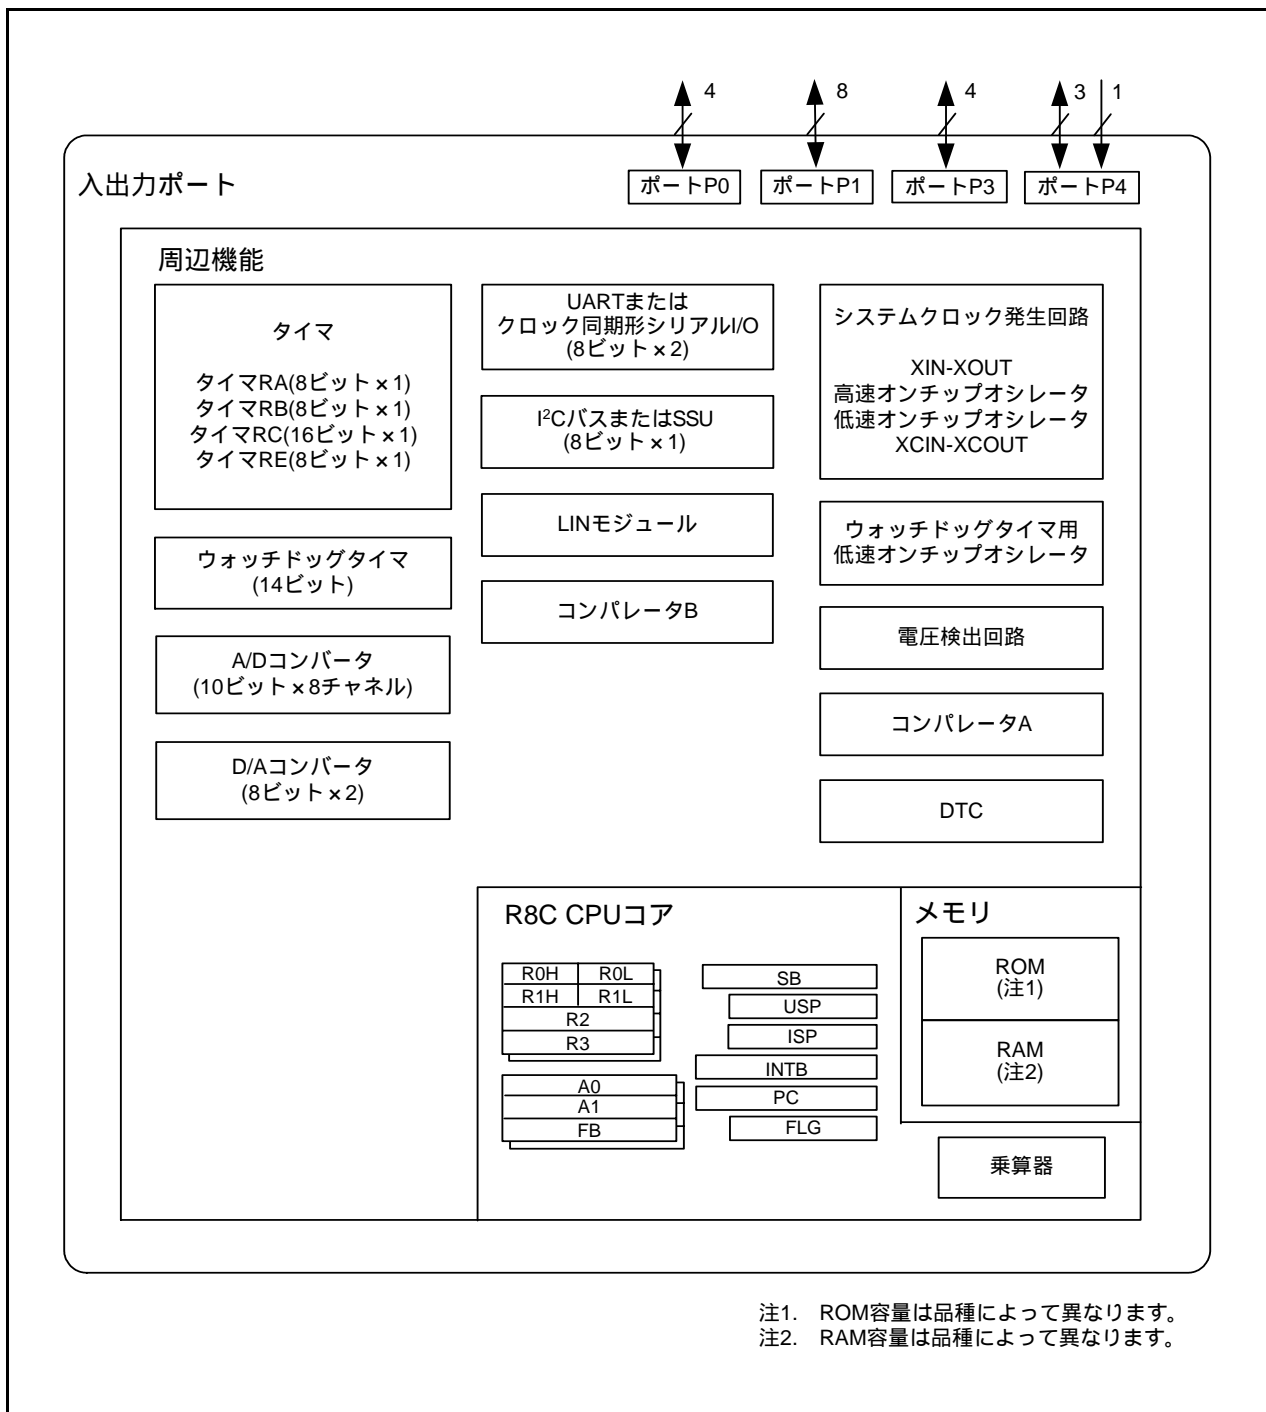 4
8
4
3
1
入出力ポート
ポートP0
ポートP1
ポートP3
ポートP4
周辺機能
タイマ
タイマRA(8ビット×1)
タイマRB(8ビット×1)
タイマRC(16ビット×1)
タイマRE(8ビット×1)
ウォッチドッグタイマ
(14ビット)
A/Dコンバータ
(10ビット×8チャネル)
D/Aコンバータ
(8ビット×2)
UARTまたは
クロック同期形シリアルI/O
(8ビット×2)
I²CバスまたはSSU
(8ビット×1)
LINモジュール
コンパレータB
システムクロック発生回路
XIN-XOUT
高速オンチップオシレータ
低速オンチップオシレータ
XCIN-XCOUT
ウォッチドッグタイマ用
低速オンチップオシレータ
電圧検出回路
コンパレータA
DTC
R8C CPUコア
R0H
R0L
R1H
R1L
R2
R3
A0
A1
FB
SB
USP
ISP
INTB
PC
FLG
メモリ
ROM
(注1)
RAM
(注2)
乗算器
注1. ROM容量は品種によって異なります。
注2. RAM容量は品種によって異なります。